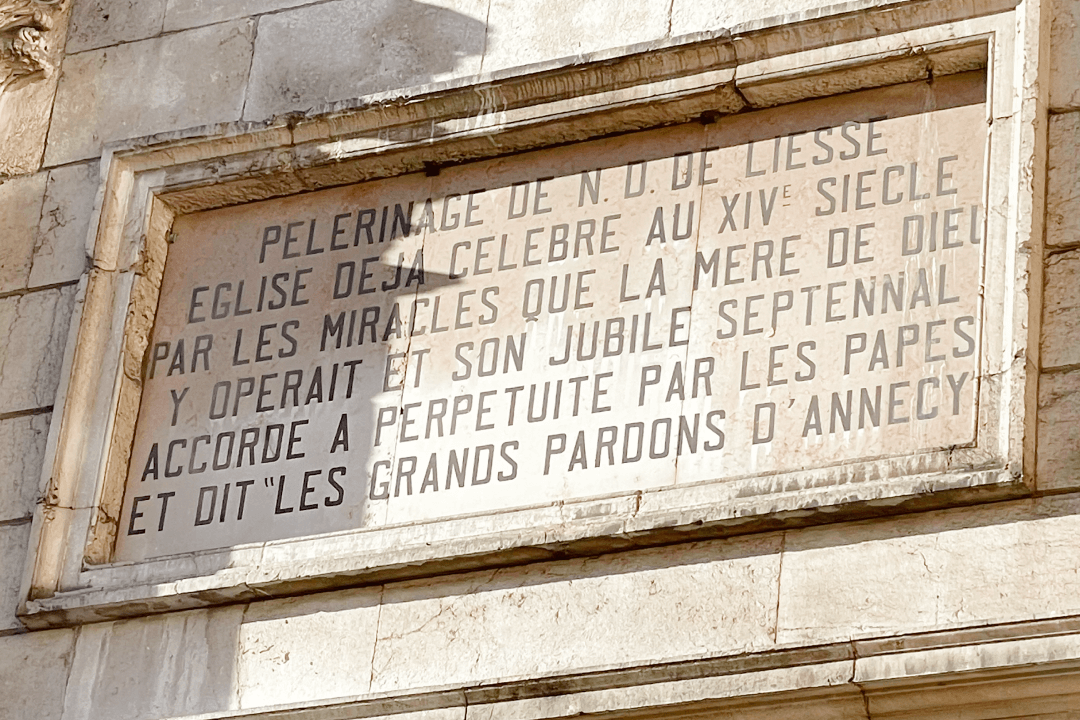 PELERINAGE DE N.D. DE LIESSE
EGLISE DEJA CELEBRE AU XIVᴱ SIECLE
PAR LES MIRACLES QUE LA MERE DE DIEU
Y OPERAIT ET SON JUBILE SEPTENNAL
ACCORDE A PERPETUITE PAR LES PAPES
ET DIT "LES GRANDS PARDONS D'ANNECY